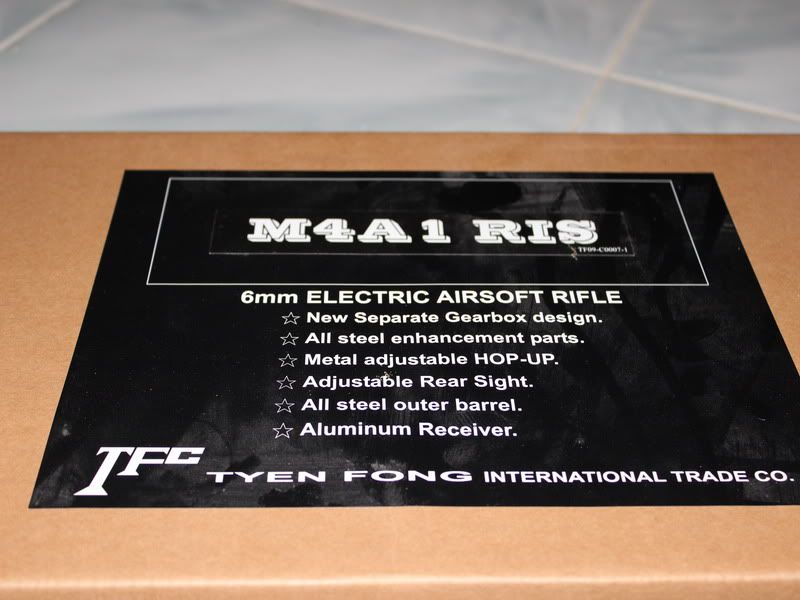 M4A1 RIS
TF09-C0007-1
6mm ELECTRIC AIRSOFT RIFLE
☆ New Separate Gearbox design.
☆ All steel enhancement parts.
☆ Metal adjustable HOP-UP.
☆ Adjustable Rear Sight.
☆ All steel outer barrel.
☆ Aluminum Receiver.
TFC TYEN FONG INTERNATIONAL TRADE CO.